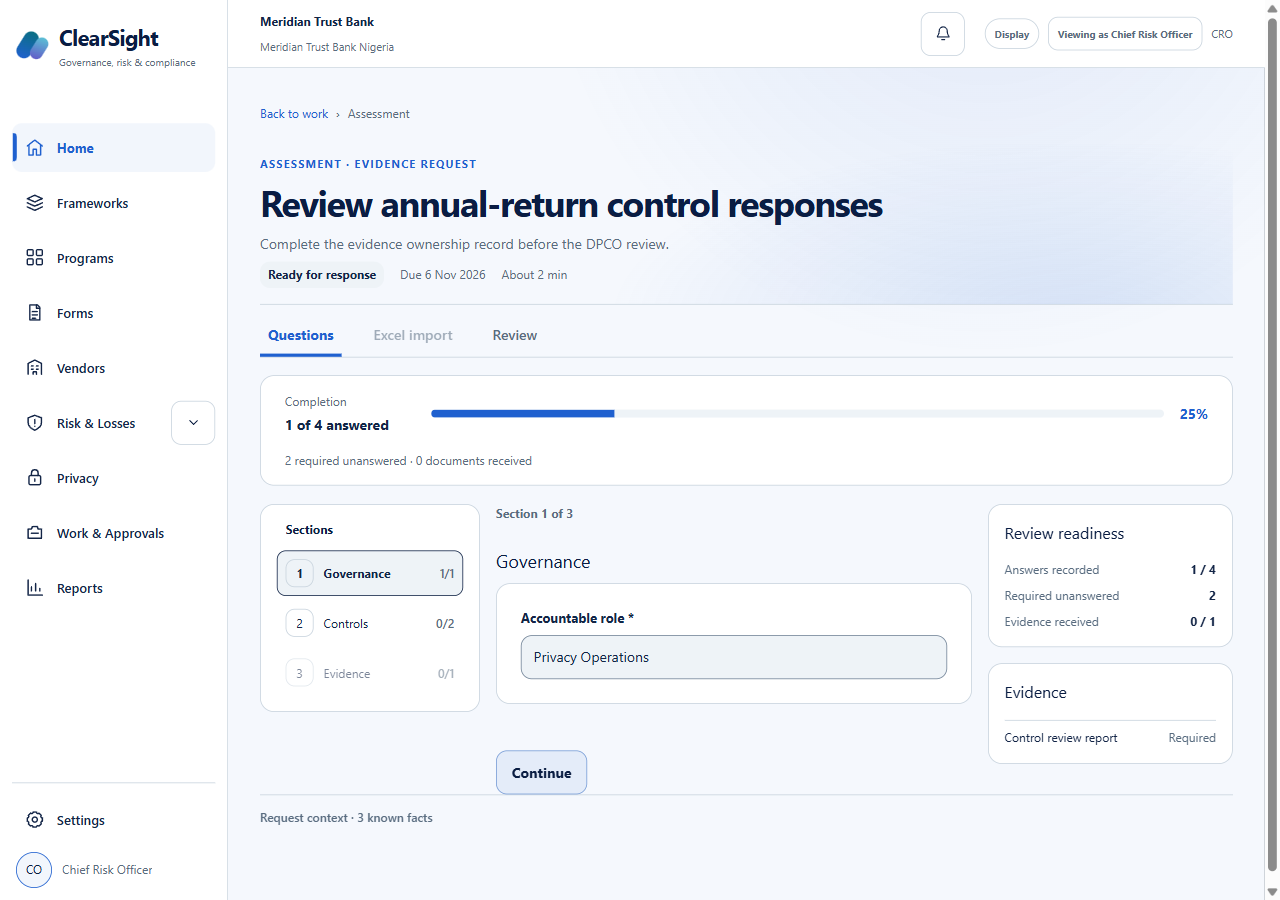 ClearSight
Governance, risk & compliance
Home
Frameworks
Programs
Forms
Vendors
Risk & Losses
Privacy
Work & Approvals
Reports
Settings
CO
Chief Risk Officer
Meridian Trust Bank
Meridian Trust Bank Nigeria
Display
Viewing as Chief Risk Officer
CRO
Back to work › Assessment
ASSESSMENT · EVIDENCE REQUEST
Review annual-return control responses
Complete the evidence ownership record before the DPCO review.
Ready for response
Due 6 Nov 2026
About 2 min
Questions
Excel import
Review
Completion
1 of 4 answered
25%
2 required unanswered · 0 documents received
Sections
1 Governance 1/1
2 Controls 0/2
3 Evidence 0/1
Section 1 of 3
Governance
Accountable role *
Privacy Operations
Continue
Review readiness
Answers recorded 1 / 4
Required unanswered 2
Evidence received 0 / 1
Evidence
Control review report Required
Request context · 3 known facts